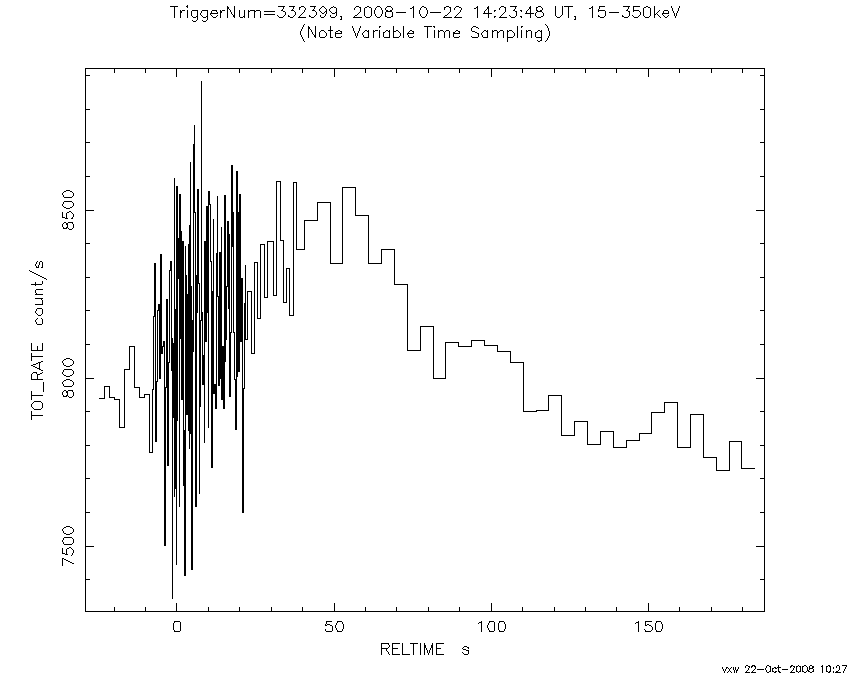 TriggerNum=332399, 2008-10-22 14:23:48 UT, 15-350keV
(Note Variable Time Sampling)
8500
8000
7500
TOT_RATE count/s
0 50 100 150
RELTIME s
vxw 22-Oct-2008 10:27